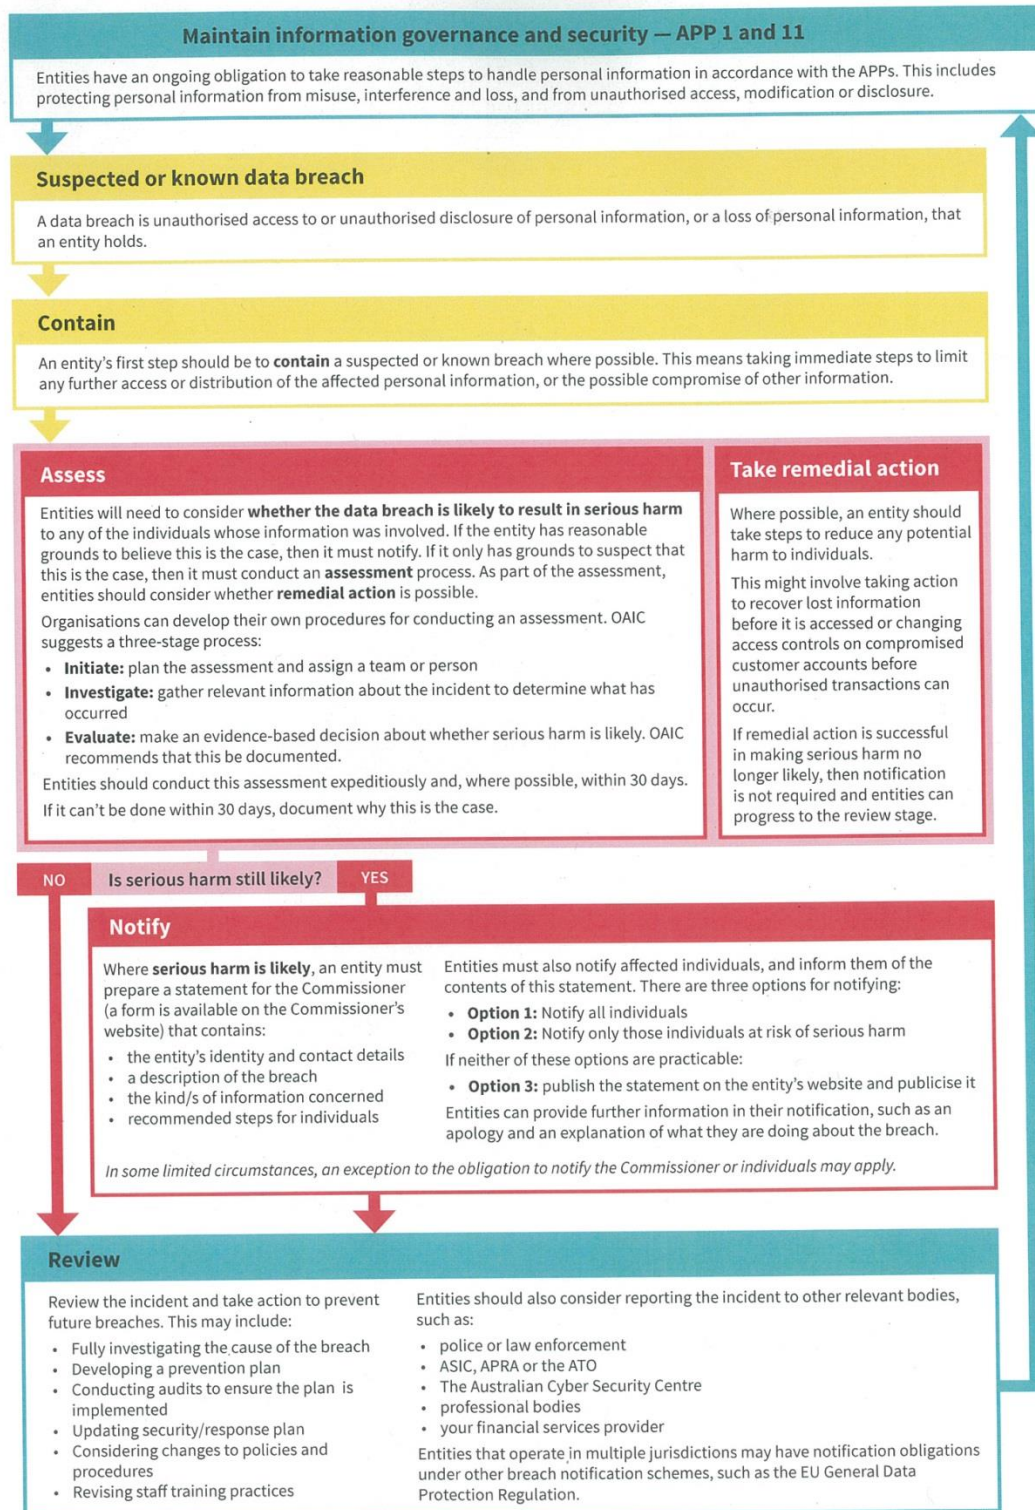 Maintain information governance and security — APP 1 and 11
Entities have an ongoing obligation to take reasonable steps to handle personal information in accordance with the APPs. This includes
protecting personal information from misuse, interference and loss, and from unauthorised access, modification or disclosure.
Suspected or known data breach
A data breach is unauthorised access to or unauthorised disclosure of personal information, or a loss of personal information, that
an entity holds.
Contain
An entity's first step should be to contain a suspected or known breach where possible. This means taking immediate steps to limit
any further access or distribution of the affected personal information, or the possible compromise of other information.
Assess
Entities will need to consider whether the data breach is likely to result in serious harm
to any of the individuals whose information was involved. If the entity has reasonable
grounds to believe this is the case, then it must notify. If it only has grounds to suspect that
this is the case, then it must conduct an assessment process. As part of the assessment,
entities should consider whether remedial action is possible.
Organisations can develop their own procedures for conducting an assessment. OAIC
suggests a three-stage process:
• Initiate: plan the assessment and assign a team or person
• Investigate: gather relevant information about the incident to determine what has
occurred
• Evaluate: make an evidence-based decision about whether serious harm is likely. OAIC
recommends that this be documented.
Entities should conduct this assessment expeditiously and, where possible, within 30 days.
If it can't be done within 30 days, document why this is the case.
Take remedial action
Where possible, an entity should
take steps to reduce any potential
harm to individuals.
This might involve taking action
to recover lost information
before it is accessed or changing
access controls on compromised
customer accounts before
unauthorised transactions can
occur.
If remedial action is successful
in making serious harm no
longer likely, then notification
is not required and entities can
progress to the review stage.
NO Is serious harm still likely? YES
Notify
Where serious harm is likely, an entity must
prepare a statement for the Commissioner
(a form is available on the Commissioner's
website) that contains:
• the entity's identity and contact details
• a description of the breach
• the kind/s of information concerned
• recommended steps for individuals
Entities must also notify affected individuals, and inform them of the
contents of this statement. There are three options for notifying:
• Option 1: Notify all individuals
• Option 2: Notify only those individuals at risk of serious harm
If neither of these options are practicable:
• Option 3: publish the statement on the entity's website and publicise it
Entities can provide further information in their notification, such as an
apology and an explanation of what they are doing about the breach.
In some limited circumstances, an exception to the obligation to notify the Commissioner or individuals may apply.
Review
Review the incident and take action to prevent
future breaches. This may include:
• Fully investigating the cause of the breach
• Developing a prevention plan
• Conducting audits to ensure the plan is
implemented
• Updating security/response plan
• Considering changes to policies and
procedures
• Revising staff training practices
Entities should also consider reporting the incident to other relevant bodies,
such as:
• police or law enforcement
• ASIC, APRA or the ATO
• The Australian Cyber Security Centre
• professional bodies
• your financial services provider
Entities that operate in multiple jurisdictions may have notification obligations
under other breach notification schemes, such as the EU General Data
Protection Regulation.